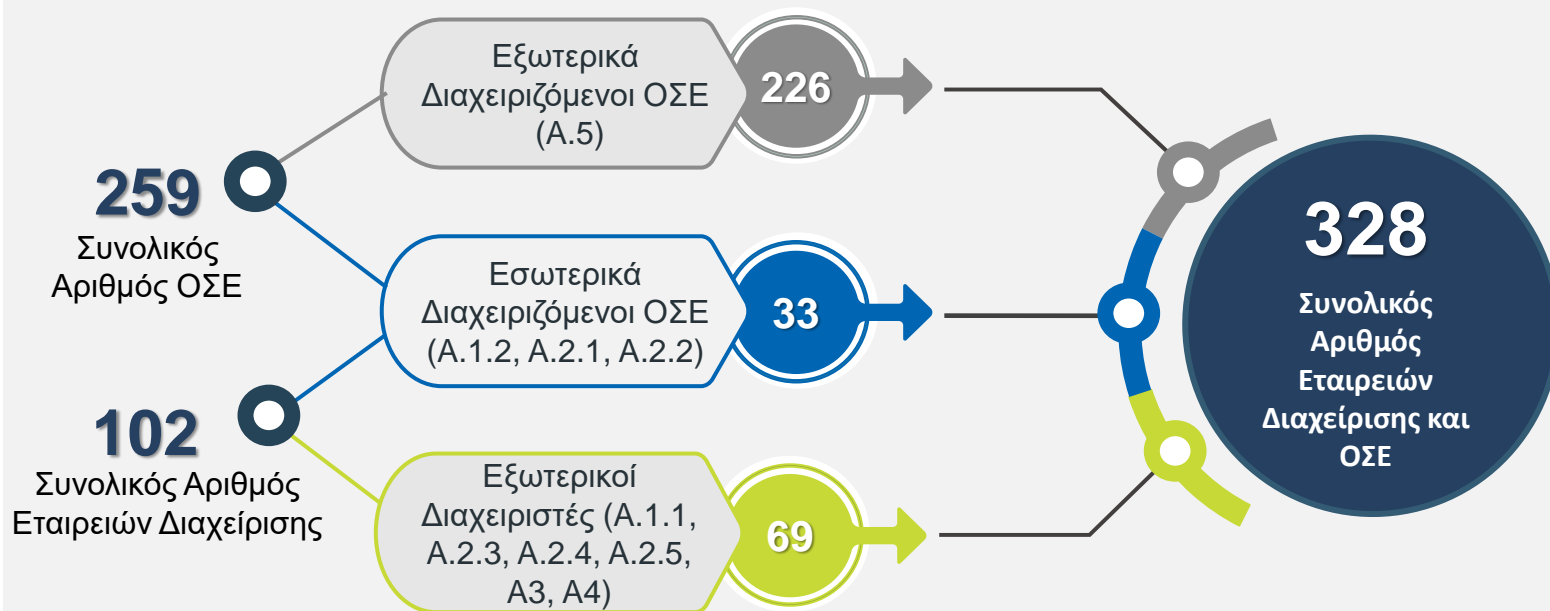 259
Συνολικός
Αριθμός ΟΣΕ
102
Συνολικός Αριθμός
Εταιρειών Διαχείρισης
Εξωτερικά
Διαχειριζόμενοι ΟΣΕ
(Α.5)
226
Εσωτερικά
Διαχειριζόμενοι ΟΣΕ
(Α.1.2, Α.2.1, Α.2.2)
33
Εξωτερικοί
Διαχειριστές (Α.1.1,
Α.2.3, Α.2.4, Α.2.5,
Α3, Α4)
69
328
Συνολικός
Αριθμός
Εταιρειών
Διαχείρισης και
ΟΣΕ